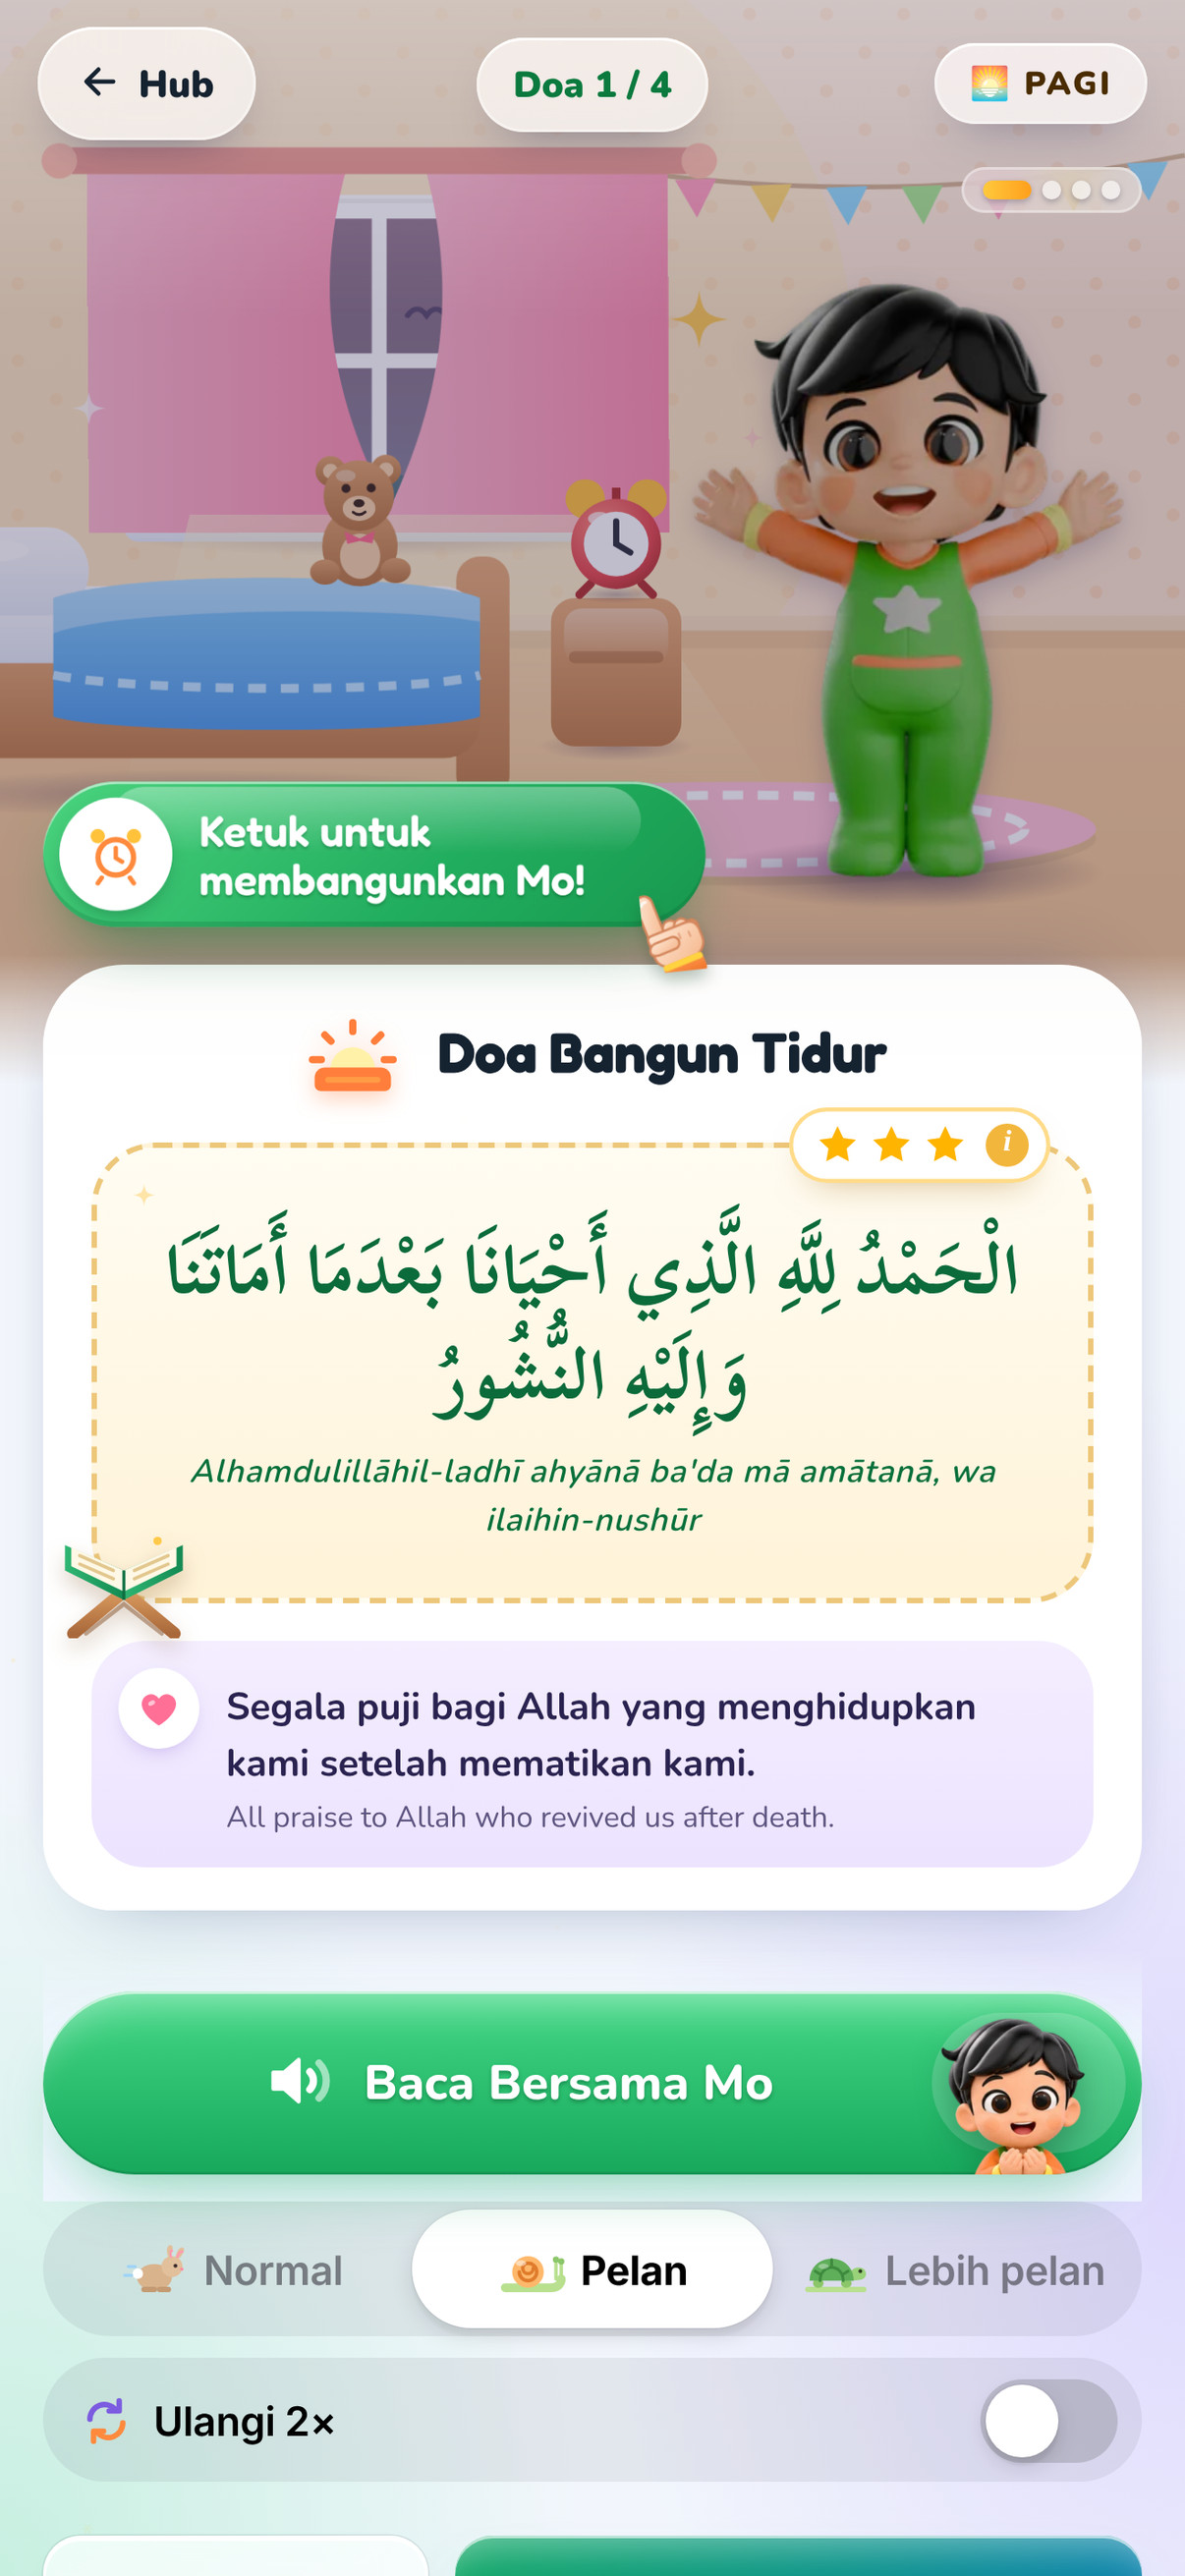 ← Hub
Doa 1 / 4
PAGI
Ketuk untuk
membangunkan Mo!
Doa Bangun Tidur
i
الْحَمْدُ لِلَّهِ الَّذِي أَحْيَانَا بَعْدَمَا أَمَاتَنَا
وَإِلَيْهِ النُّشُورُ
Alhamdulillāhil-ladhī ahyānā ba'da mā amātanā, wa
ilaihin-nushūr
Segala puji bagi Allah yang menghidupkan
kami setelah mematikan kami.
All praise to Allah who revived us after death.
Baca Bersama Mo
Normal
Pelan
Lebih pelan
Ulangi 2×